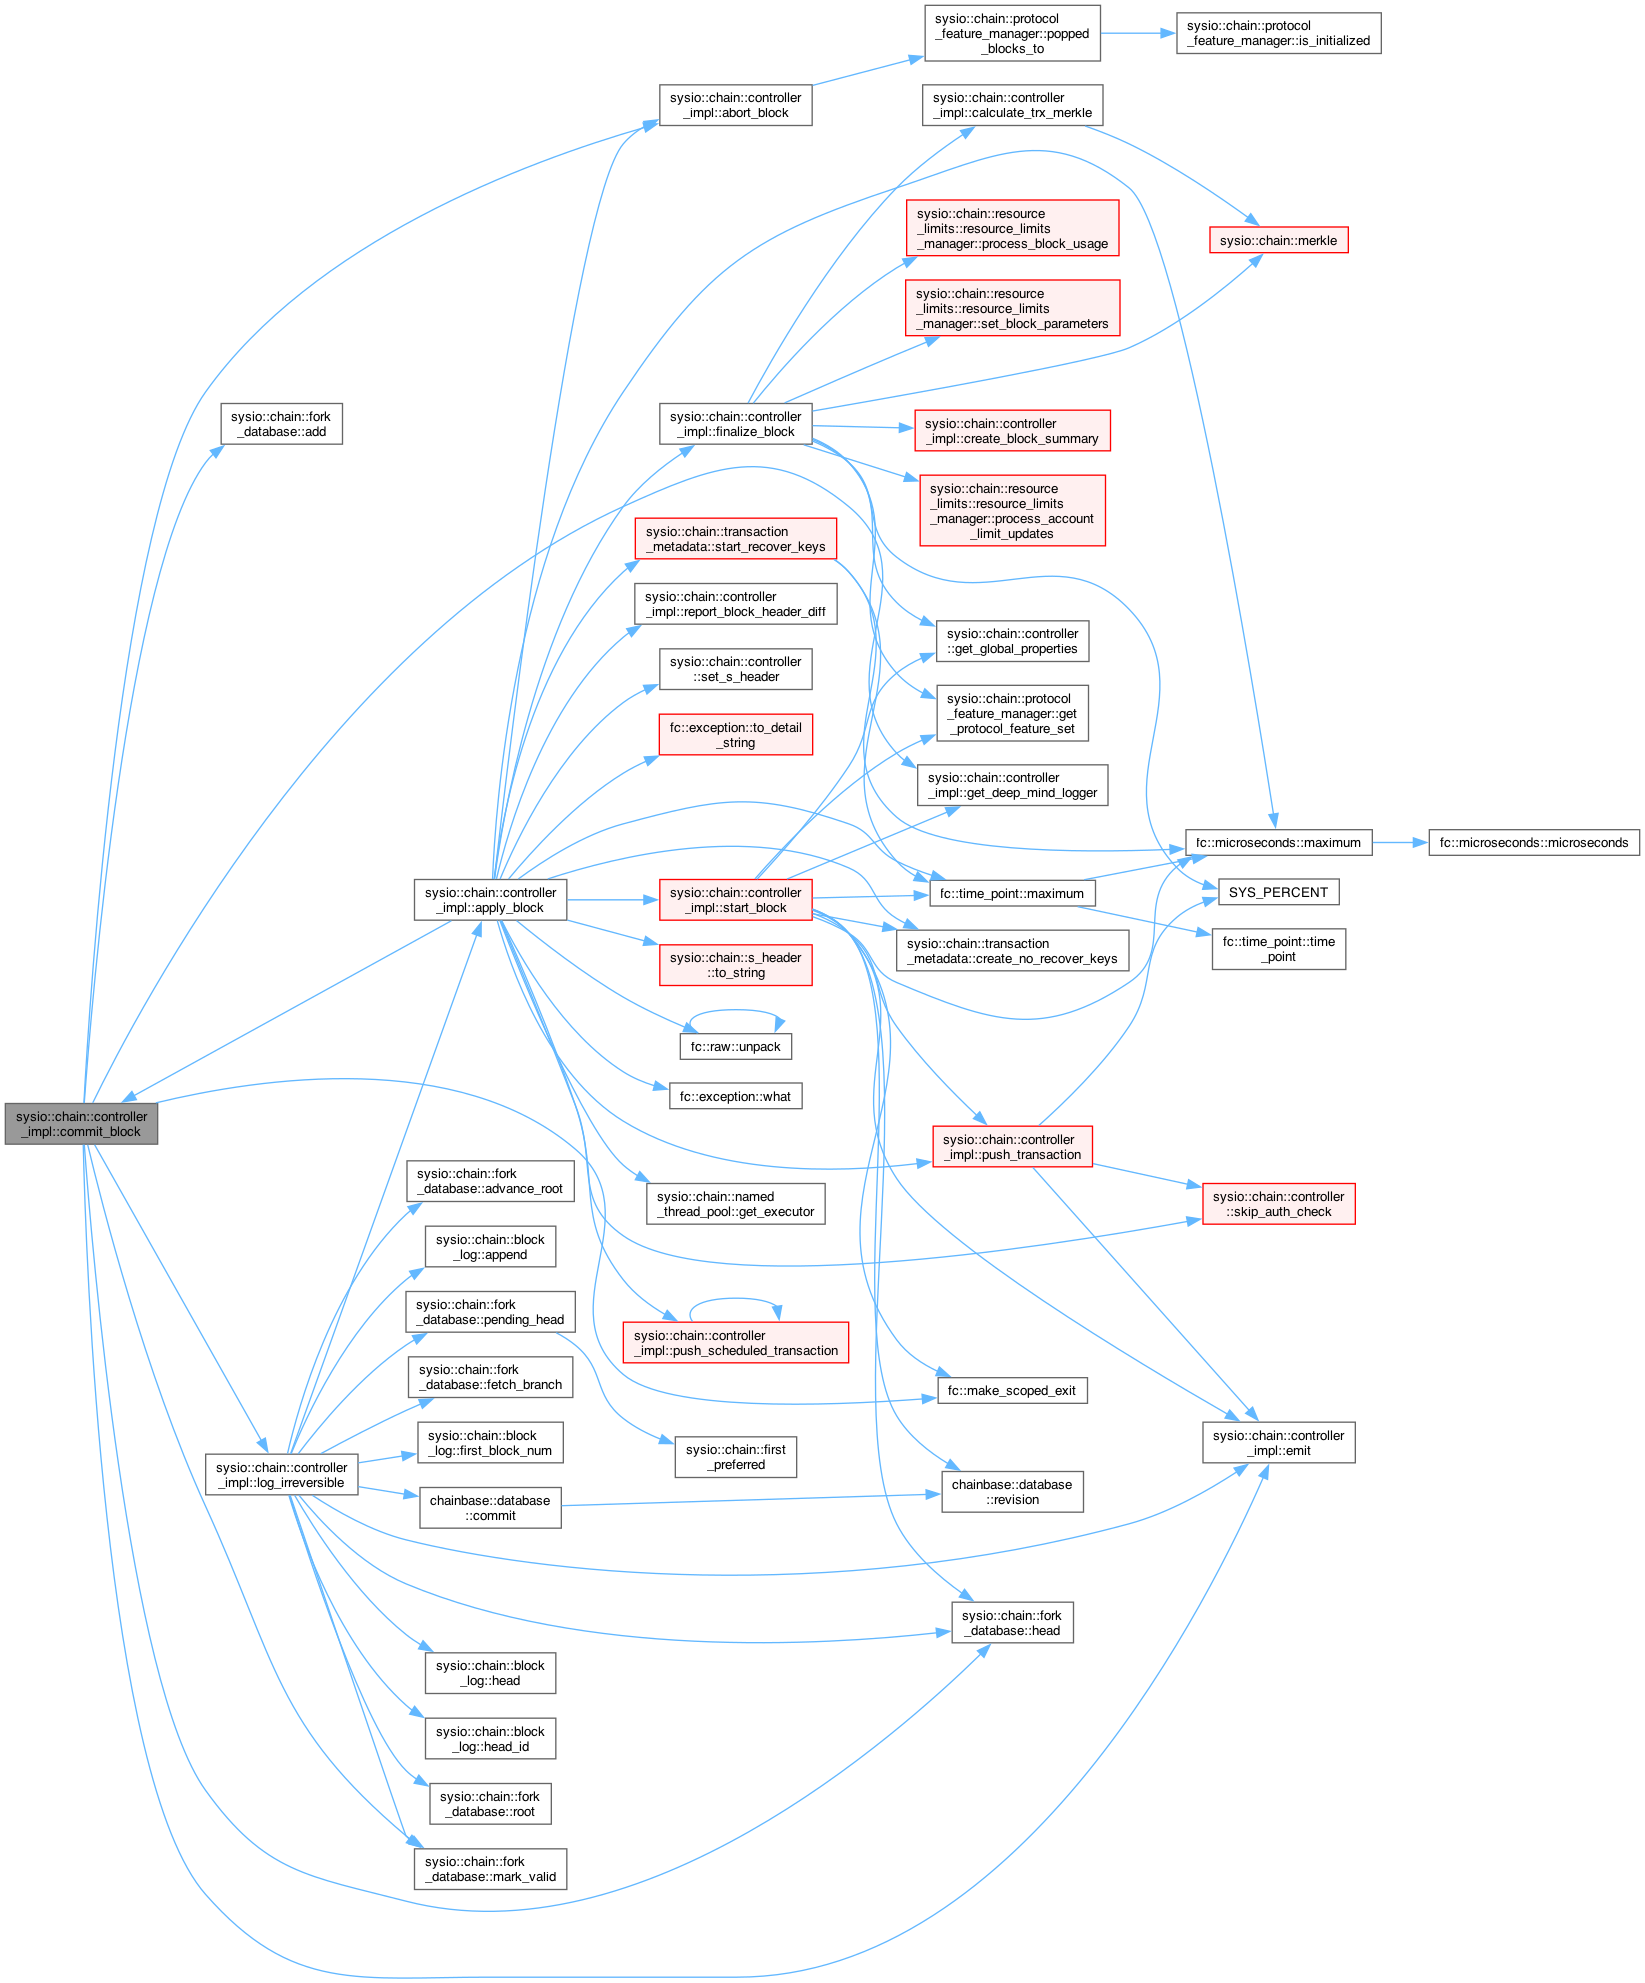 sysio::chain::protocol
_feature_manager::popped
_blocks_to
sysio::chain::protocol
_feature_manager::is_initialized
sysio::chain::controller
_impl::abort_block
sysio::chain::controller
_impl::calculate_trx_merkle
sysio::chain::resource
_limits::resource_limits
_manager::process_block_usage
sysio::chain::merkle
sysio::chain::resource
_limits::resource_limits
_manager::set_block_parameters
sysio::chain::fork
_database::add
sysio::chain::controller
_impl::finalize_block
sysio::chain::controller
_impl::create_block_summary
sysio::chain::resource
_limits::resource_limits
_manager::process_account
_limit_updates
sysio::chain::transaction
_metadata::start_recover_keys
sysio::chain::controller
_impl::report_block_header_diff
sysio::chain::controller
::get_global_properties
sysio::chain::controller
::set_s_header
sysio::chain::protocol
_feature_manager::get
_protocol_feature_set
fc::exception::to_detail
_string
sysio::chain::controller
_impl::get_deep_mind_logger
fc::microseconds::maximum
fc::microseconds::microseconds
sysio::chain::controller
_impl::apply_block
sysio::chain::controller
_impl::start_block
fc::time_point::maximum
SYS_PERCENT
sysio::chain::s_header
::to_string
sysio::chain::transaction
_metadata::create_no_recover_keys
fc::time_point::time
_point
fc::raw::unpack
fc::exception::what
sysio::chain::controller
_impl::commit_block
sysio::chain::controller
_impl::push_transaction
sysio::chain::fork
_database::advance_root
sysio::chain::named
_thread_pool::get_executor
sysio::chain::controller
::skip_auth_check
sysio::chain::block
_log::append
sysio::chain::fork
_database::pending_head
sysio::chain::controller
_impl::push_scheduled_transaction
sysio::chain::fork
_database::fetch_branch
fc::make_scoped_exit
sysio::chain::block
_log::first_block_num
sysio::chain::first
_preferred
sysio::chain::controller
_impl::emit
sysio::chain::controller
_impl::log_irreversible
chainbase::database
::commit
chainbase::database
::revision
sysio::chain::fork
_database::head
sysio::chain::block
_log::head
sysio::chain::block
_log::head_id
sysio::chain::fork
_database::root
sysio::chain::fork
_database::mark_valid